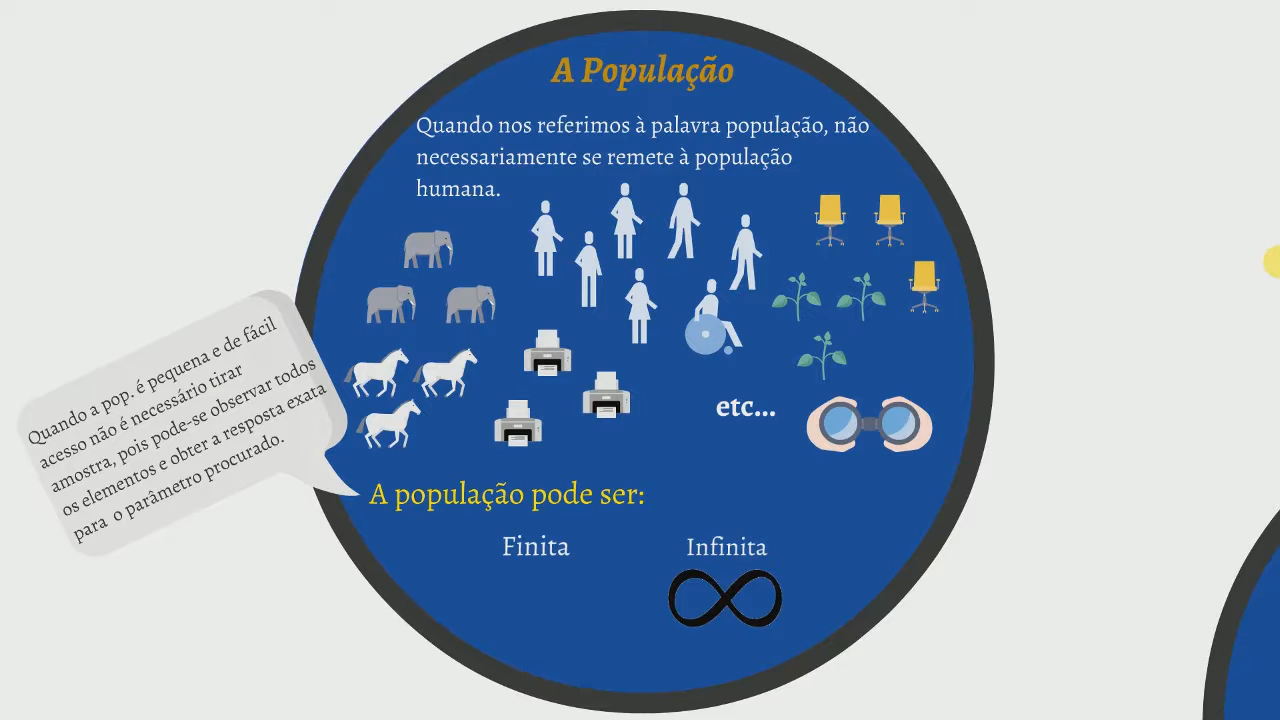 A População
Quando nos referimos à palavra população, não
necessariamente se remete à população
humana.
etc...
Quando a pop. é pequena e de fácil
acesso não é necessário tirar
amostra, pois pode-se observar todos
os elementos e obter a resposta exata
para o parâmetro procurado.
A população pode ser:
Finita
Infinita